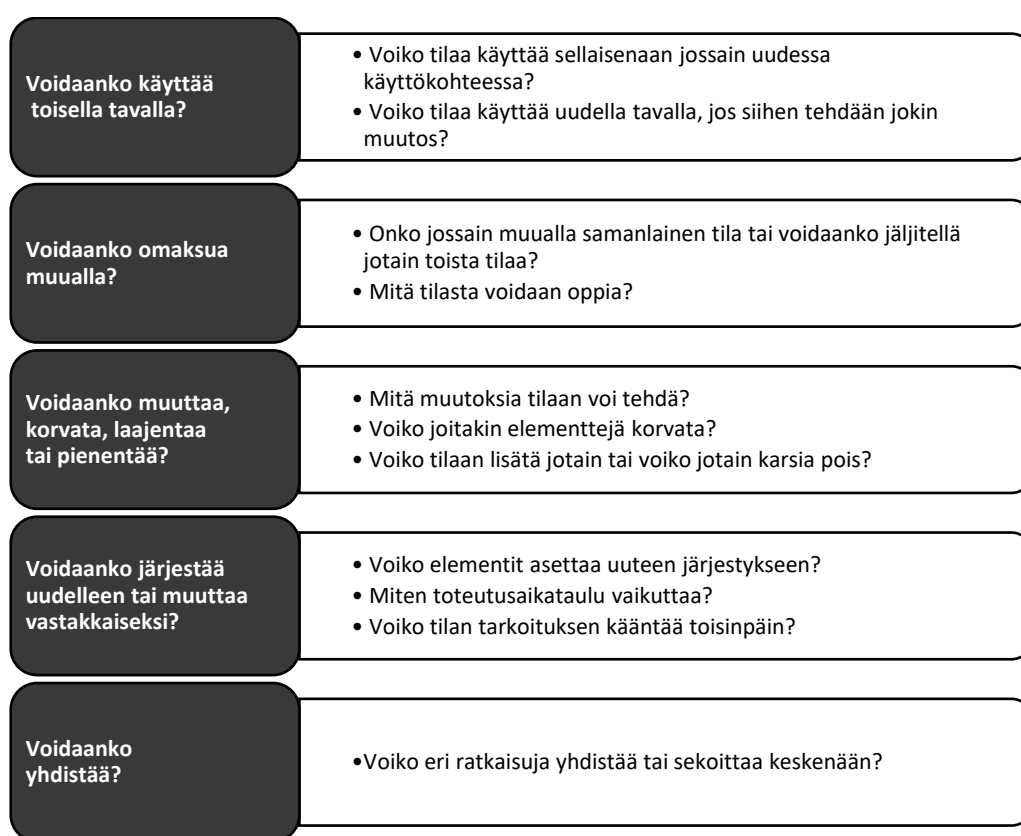 Voidaanko käyttää
toisella tavalla?
• Voiko tilaa käyttää sellaisenaan jossain uudessa
käyttökohteessa?
• Voiko tilaa käyttää uudella tavalla, jos siihen tehdään jokin
muutos?
Voidaanko omaksua
muualla?
• Onko jossain muualla samanlainen tila tai voidaanko jäljitellä
jotain toista tilaa?
• Mitä tilasta voidaan oppia?
Voidaanko muuttaa,
korvata, laajentaa
tai pienentää?
• Mitä muutoksia tilaan voi tehdä?
• Voiko joitakin elementtejä korvata?
• Voiko tilaan lisätä jotain tai voiko jotain karsia pois?
Voidaanko järjestää
uudelleen tai muuttaa
vastakkaiseksi?
• Voiko elementit asettaa uuteen järjestykseen?
• Miten toteutusaikataulu vaikuttaa?
• Voiko tilan tarkoituksen kääntää toisinpäin?
Voidaanko
yhdistää?
•Voiko eri ratkaisuja yhdistää tai sekoittaa keskenään?